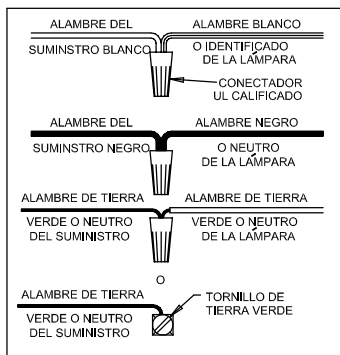 ALAMBRE DEL
SUMINSTRO BLANCO
ALAMBRE BLANCO
O IDENTIFICADO
DE LA LÁMPARA
CONECTADOR
UL CALIFICADO
ALAMBRE DEL
SUMINSTRO NEGRO
ALAMBRE NEGRO
O NEUTRO
DE LA LÁMPARA
ALAMBRE DE TIERRA
VERDE O NEUTRO
DEL SUMINISTRO
ALAMBRE DE TIERRA
VERDE O NEUTRO
DE LA LÁMPARA
O
ALAMBRE DE TIERRA
VERDE O NEUTRO
DEL SUMINISTRO
TORNILLO DE
TIERRA VERDE